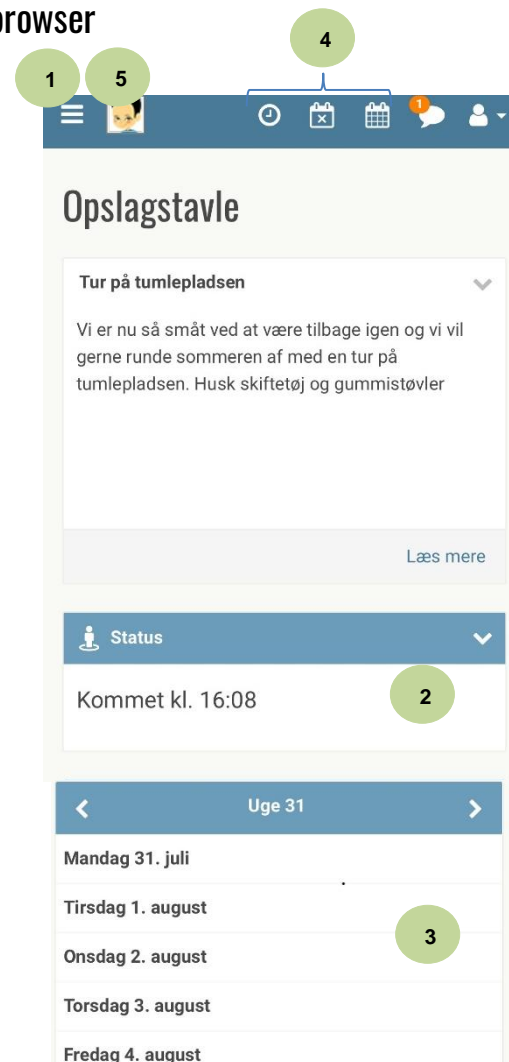 browser
4
1
5
1
Opslagstavle
Tur på tumlepladsen
Vi er nu så småt ved at være tilbage igen og vi vil
gerne runde sommeren af med en tur på
tumlepladsen. Husk skiftetøj og gummistøvler
Læs mere
Status
Kommet kl. 16:08
2
Uge 31
Mandag 31. juli
Tirsdag 1. august
3
Onsdag 2. august
Torsdag 3. august
Fredag 4. august